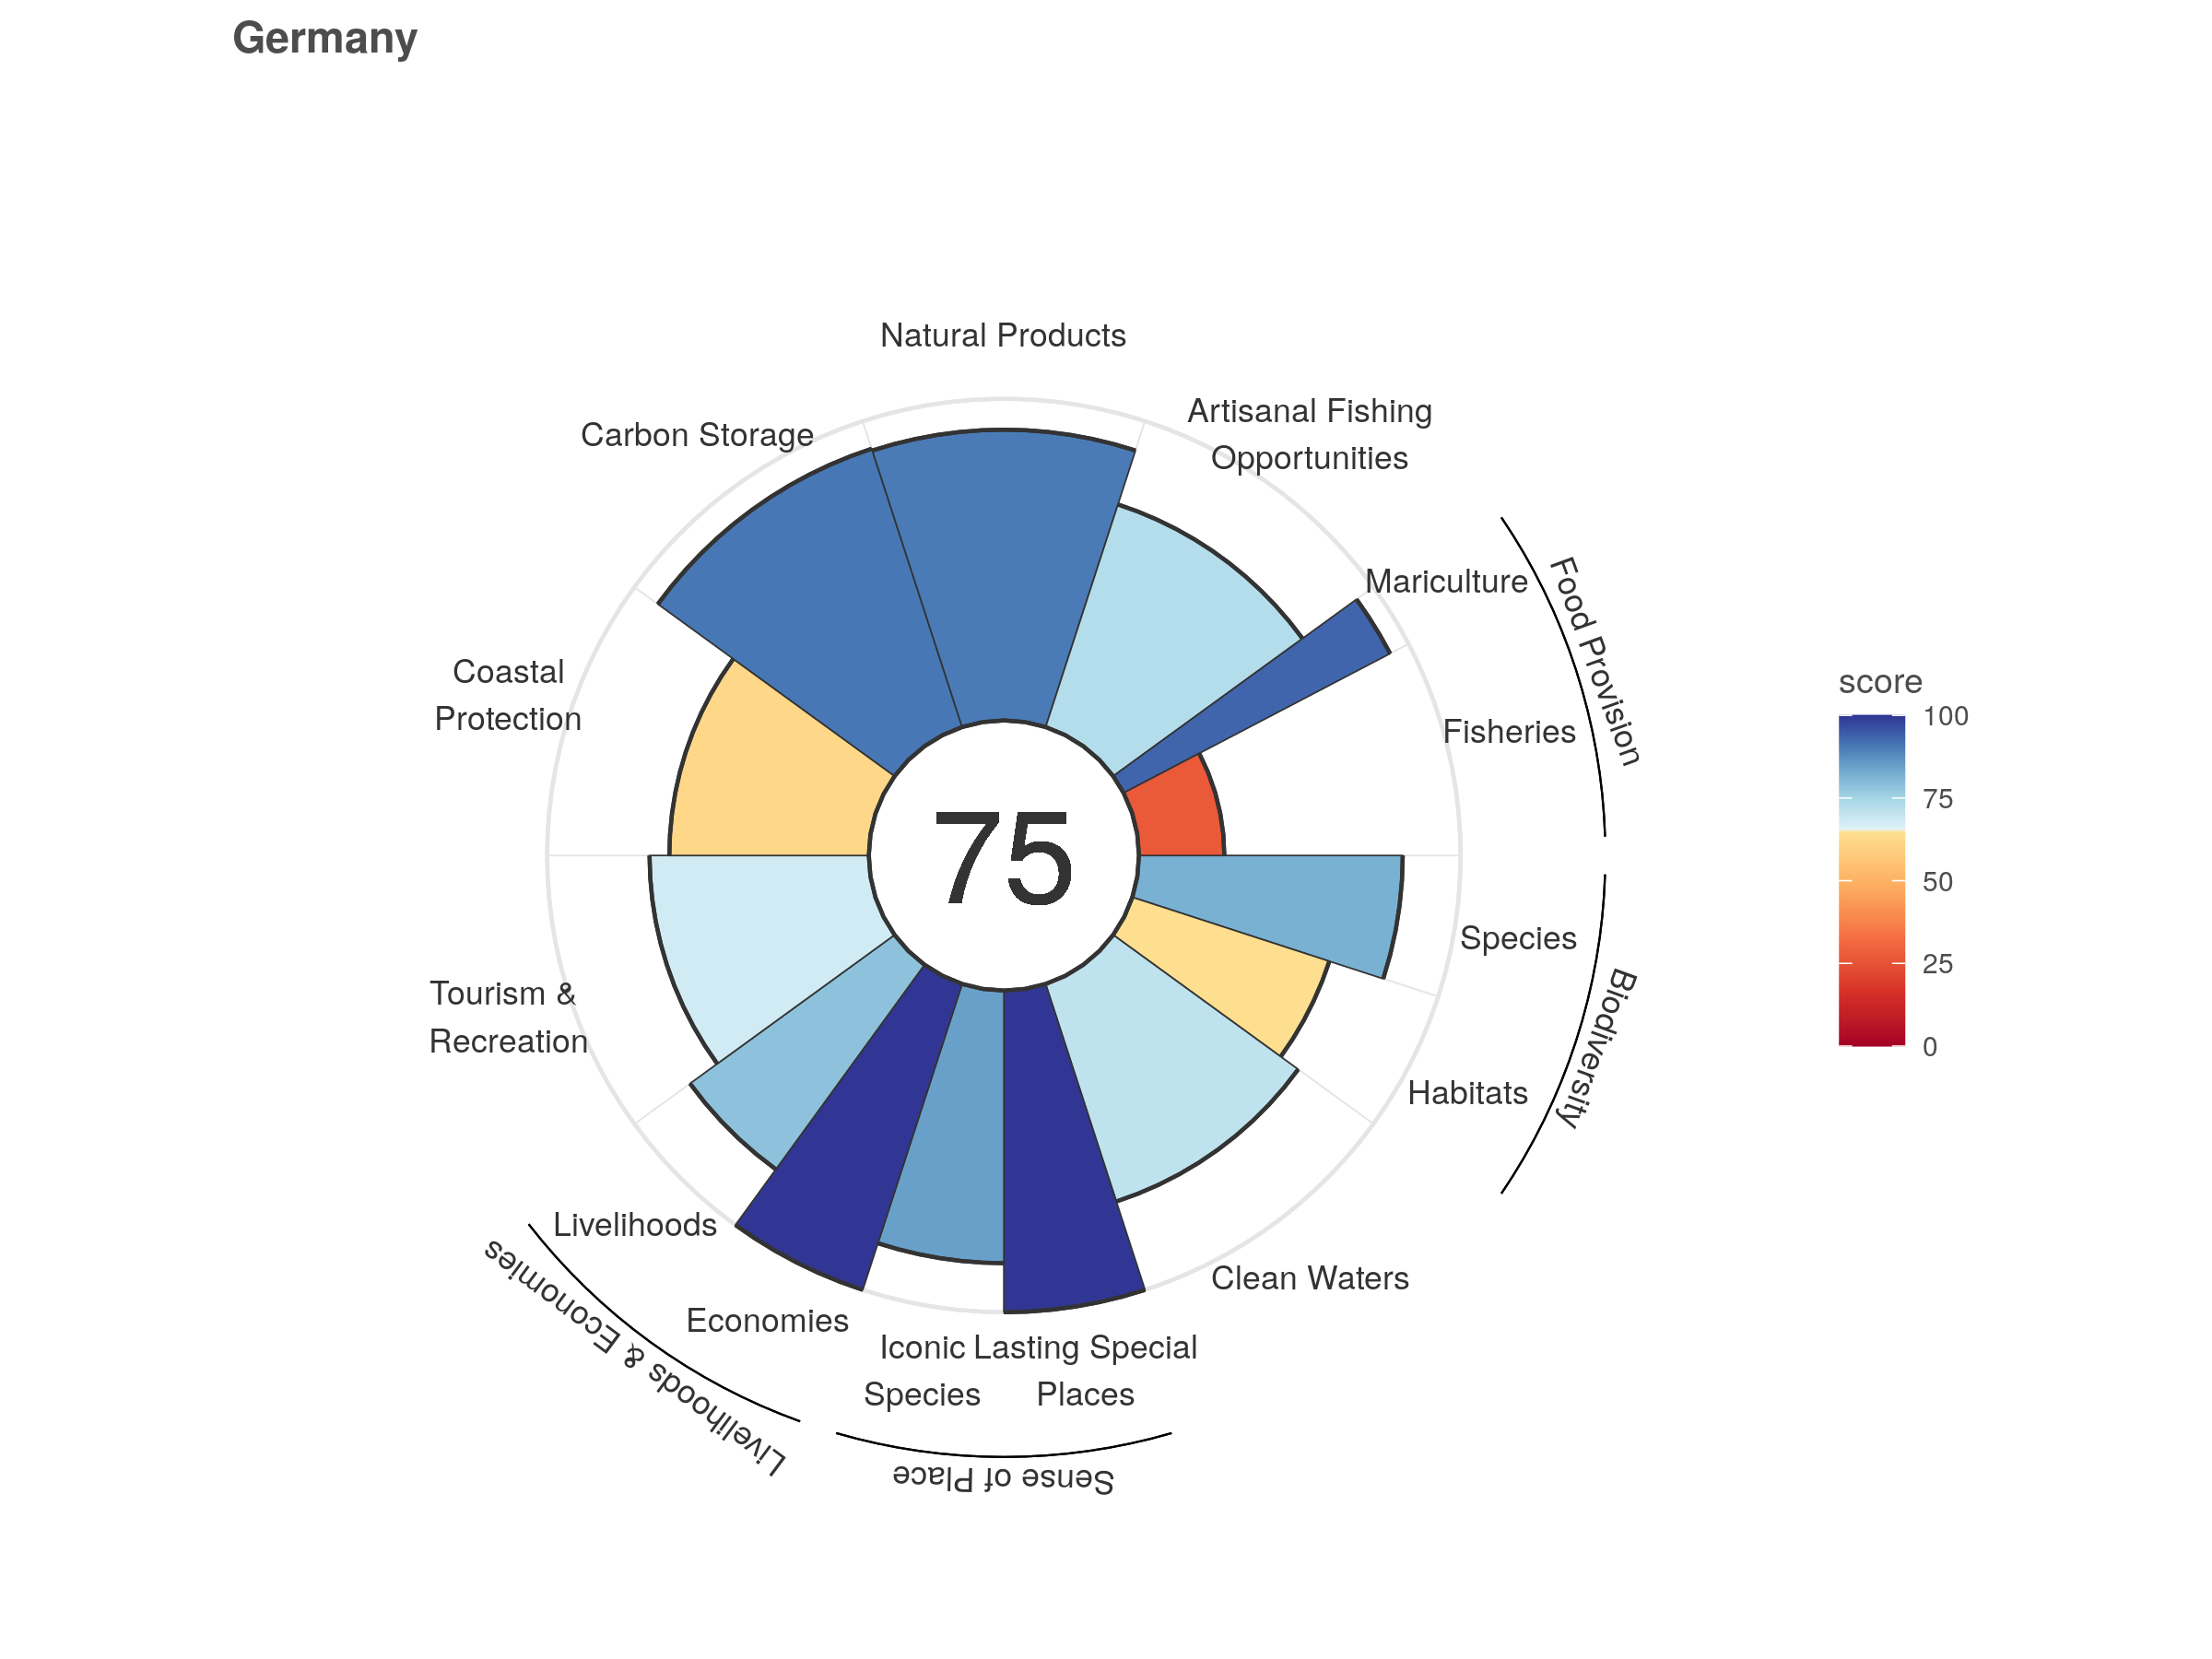 Germany
Natural Products
Artisanal Fishing
Opportunities
Carbon Storage
Mariculture
Food Provision
Fisheries
Coastal
Protection
score
100
75
50
25
0
75
Species
Biodiversity
Habitats
Tourism &
Recreation
Clean Waters
Livelihoods
Economies
Livelihoods & Economies
Iconic
Species
Lasting Special
Places
Sense of Place